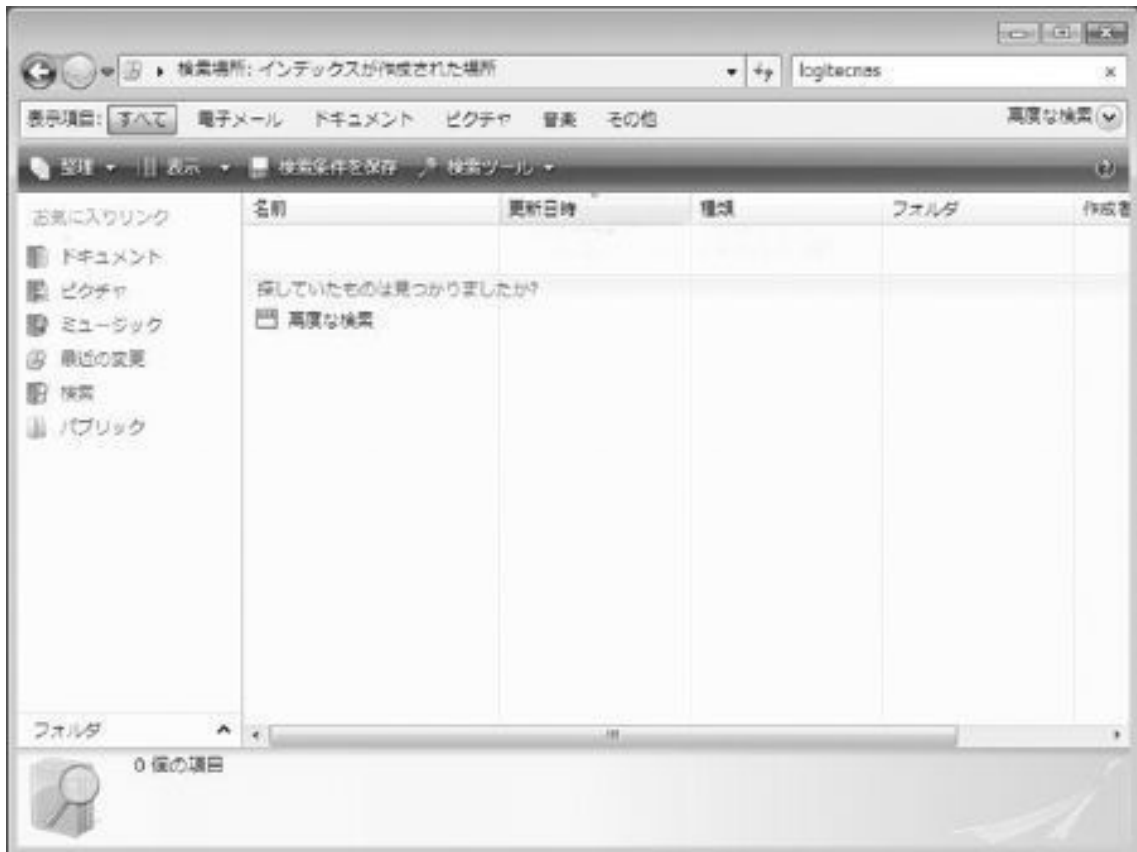 検索場所: インデックスが作成された場所
logitecnas
表示項目: すべて 電子メール ドキュメント ピクチャ 音楽 その他 高度な検索
整理 表示 検索条件を保存 検索ツール
お気に入りリンク
ドキュメント
ピクチャ
ミュージック
最近の変更
検索
パブリック
フォルダ
名前 更新日時 種類 フォルダ 作成者
探していたものは見つかりましたか?
高度な検索
0 個の項目